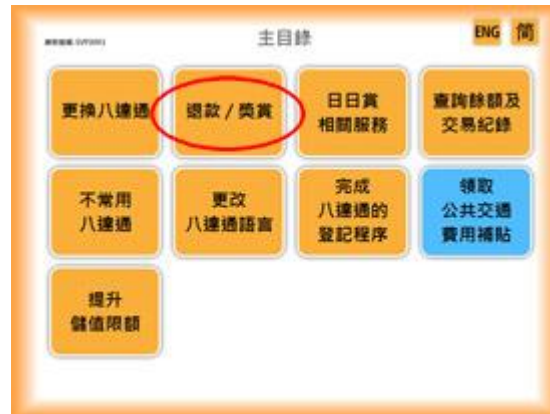 主目錄
ENG
简
更換八達通
退款 / 獎賞
日日賞
相關服務
查詢餘額及
交易紀錄
不常用
八達通
更改
八達通語言
完成
八達通的
登記程序
領取
公共交通
費用補貼
提升
儲值限額